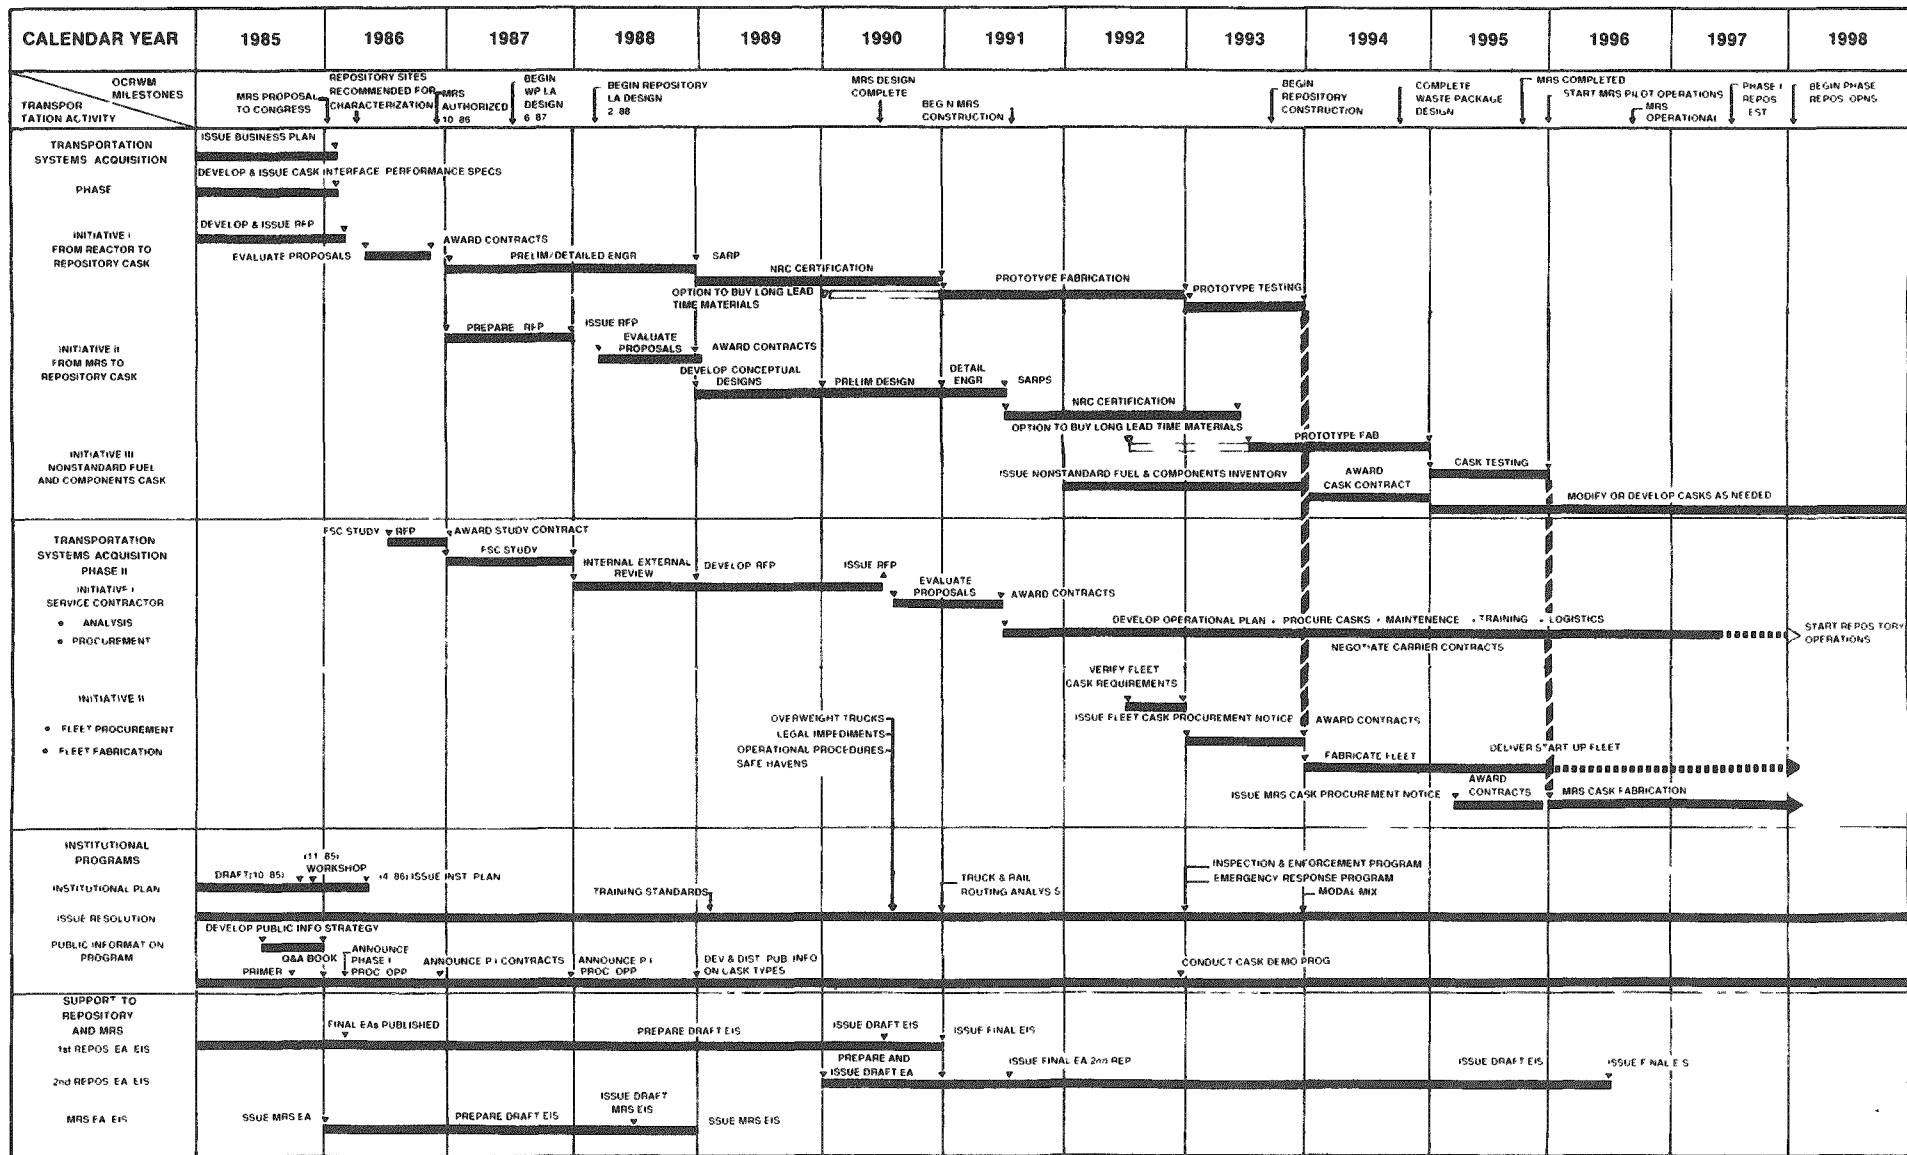 CALENDAR YEAR 1985 1986 1987 1988 1989 1990 1991 1992 1993 1994 1995 1996 1997 1998
OCRWM
MILESTONES
TRANSPOR
TATION ACTIVITY
MRS PROPOSAL
TO CONGRESS
REPOSITORY SITES
RECOMMENDED FOR
CHARACTERIZATION
MRS
AUTHORIZED
10 86
BEGIN
WP LA
DESIGN
6 87
BEGIN REPOSITORY
LA DESIGN
2 88
MRS DESIGN
COMPLETE
BEG N MRS
CONSTRUCTION
BEGIN
REPOSITORY
CONSTRUCTION
COMPLETE
WASTE PACKAGE
DESIGN
MRS COMPLETED
START MRS PILOT OPERATIONS
MRS
OPERATIONAL
PHASE I
REPOS
EST
BEGIN PHASE
REPOS OPNS
TRANSPORTATION
SYSTEMS ACQUISITION
PHASE
ISSUE BUSINESS PLAN
DEVELOP & ISSUE CASK INTERFACE PERFORMANCE SPECS
INITIATIVE I
FROM REACTOR TO
REPOSITORY CASK
DEVELOP & ISSUE RFP
EVALUATE PROPOSALS
AWARD CONTRACTS
PRELIM/DETAILED ENGR
SARP
NRC CERTIFICATION
OPTION TO BUY LONG LEAD
TIME MATERIALS
PROTOTYPE FABRICATION
PROTOTYPE TESTING
INITIATIVE II
FROM MRS TO
REPOSITORY CASK
PREPARE RFP
ISSUE RFP
EVALUATE
PROPOSALS
AWARD CONTRACTS
DEVELOP CONCEPTUAL
DESIGNS
PRELIM DESIGN
DETAIL
ENGR
SARPS
NRC CERTIFICATION
OPTION TO BUY LONG LEAD TIME MATERIALS
PROTOTYPE FAB
CASK TESTING
INITIATIVE III
NONSTANDARD FUEL
AND COMPONENTS CASK
ISSUE NONSTANDARD FUEL & COMPONENTS INVENTORY
AWARD
CASK CONTRACT
MODIFY OR DEVELOP CASKS AS NEEDED
TRANSPORTATION
SYSTEMS ACQUISITION
PHASE II
INITIATIVE I
SERVICE CONTRACTOR
• ANALYSIS
• PROCUREMENT
FSC STUDY RFP
AWARD STUDY CONTRACT
FSC STUDY
INTERNAL EXTERNAL
REVIEW
DEVELOP RFP
ISSUE RFP
EVALUATE
PROPOSALS
AWARD CONTRACTS
DEVELOP OPERATIONAL PLAN • PROCURE CASKS • MAINTENENCE • TRAINING • LOGISTICS
NEGOTIATE CARRIER CONTRACTS
START REPOS TORY
OPERATIONS
INITIATIVE II
• FLEET PROCUREMENT
• FLEET FABRICATION
VERIFY FLEET
CASK REQUIREMENTS
ISSUE FLEET CASK PROCUREMENT NOTICE
AWARD CONTRACTS
FABRICATE FLEET
DELIVER START UP FLEET
ISSUE MRS CASK PROCUREMENT NOTICE
AWARD
CONTRACTS
MRS CASK FABRICATION
OVERWEIGHT TRUCKS
LEGAL IMPEDIMENTS
OPERATIONAL PROCEDURES
SAFE HAVENS
INSTITUTIONAL
PROGRAMS
INSTITUTIONAL PLAN
DRAFT (10 85)
(11 85)
WORKSHOP
(4 86) ISSUE INST PLAN
TRAINING STANDARDS
TRUCK & RAIL
ROUTING ANALYS S
INSPECTION & ENFORCEMENT PROGRAM
EMERGENCY RESPONSE PROGRAM
MODAL MIX
ISSUE RESOLUTION
PUBLIC INFORMAT ON
PROGRAM
DEVELOP PUBLIC INFO STRATEGY
PRIMER
Q&A BOOK
ANNOUNCE
PHASE I
PROC OPP
ANNOUNCE P I CONTRACTS
ANNOUNCE P I
PROC OPP
DEV & DIST PUB INFO
ON CASK TYPES
CONDUCT CASK DEMO PROG
SUPPORT TO
REPOSITORY
AND MRS
1st REPOS EA EIS
FINAL EAs PUBLISHED
PREPARE DRAFT EIS
ISSUE DRAFT EIS
ISSUE FINAL EIS
2nd REPOS EA EIS
PREPARE AND
ISSUE DRAFT EA
ISSUE FINAL EA 2nd REP
ISSUE DRAFT EIS
ISSUE F NAL E S
MRS EA EIS
SSUE MRS EA
PREPARE DRAFT EIS
ISSUE DRAFT
MRS EIS
SSUE MRS EIS